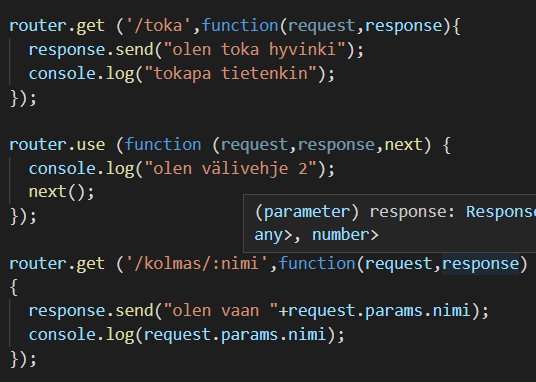 router.get ('/toka',function(request,response){
response.send("olen toka hyvinki");
console.log("tokapa tietenkin");
});
router.use (function (request,response,next) {
console.log("olen välivehje 2");
next();
});
(parameter) response: Response
any>, number>
router.get ('/kolmas/:nimi',function(request,response)
{
response.send("olen vaan "+request.params.nimi);
console.log(request.params.nimi);
});